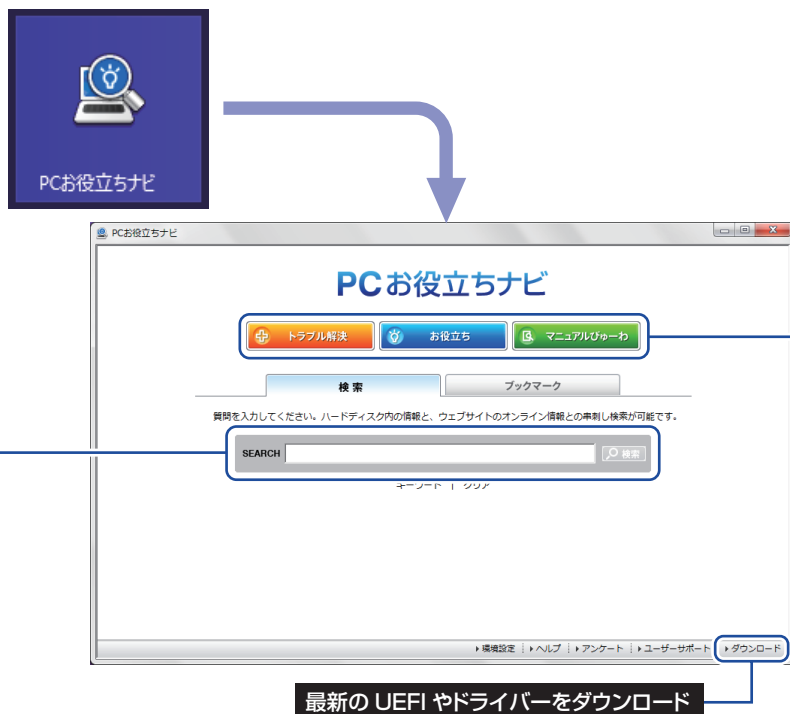 PCお役立ちナビ
PCお役立ちナビ
PCお役立ちナビ
トラブル解決 お役立ち マニュアルびゅーわ
検索 ブックマーク
質問を入力してください。ハードディスク内の情報と、ウェブサイトのオンライン情報との串刺し検索が可能です。
SEARCH 検索
キーワード | クリア
環境設定 ヘルプ アンケート ユーザーサポート ダウンロード
最新の UEFI やドライバーをダウンロード